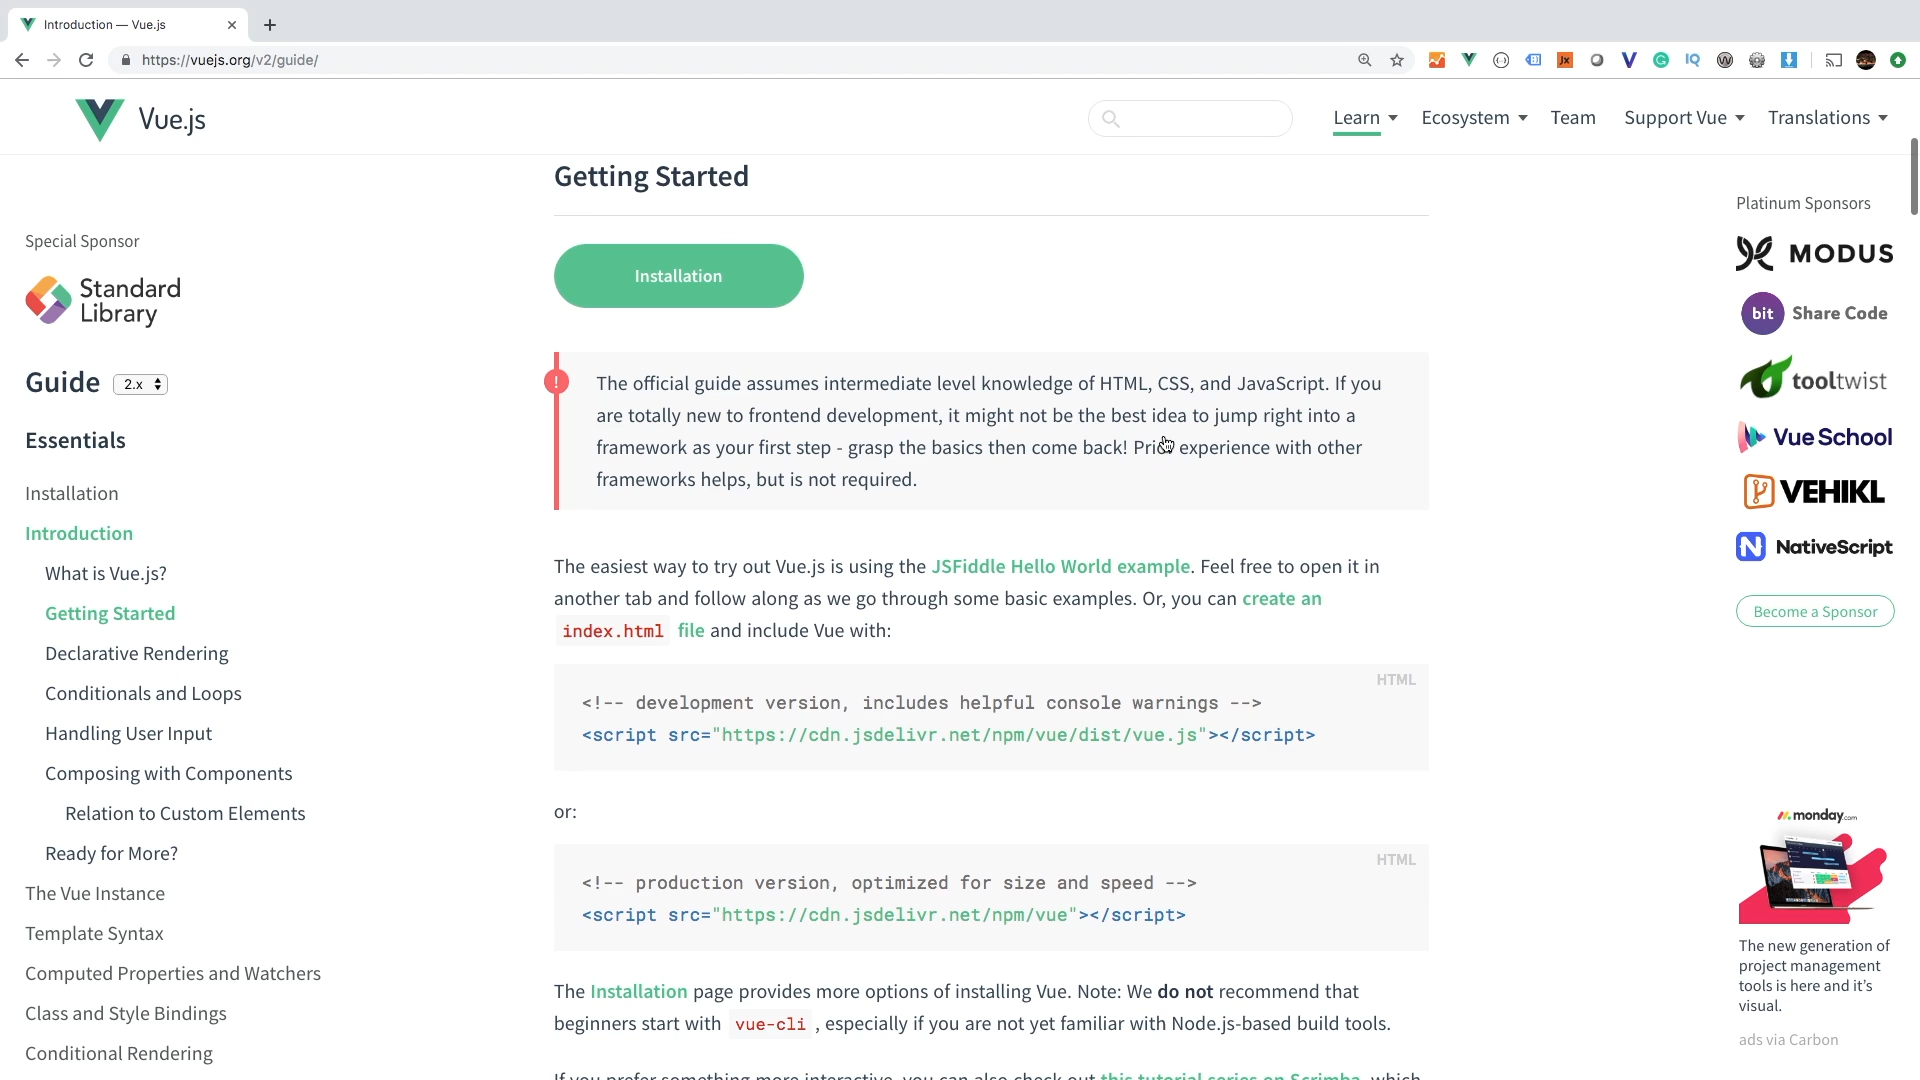 Introduction — Vue.js
https://vuejs.org/v2/guide/
Vue.js
Learn
Ecosystem
Team
Support Vue
Translations
Special Sponsor
Standard
Library
Guide
2.x
Essentials
Installation
Introduction
What is Vue.js?
Getting Started
Declarative Rendering
Conditionals and Loops
Handling User Input
Composing with Components
Relation to Custom Elements
Ready for More?
The Vue Instance
Template Syntax
Computed Properties and Watchers
Class and Style Bindings
Conditional Rendering
Getting Started
Installation
!
The official guide assumes intermediate level knowledge of HTML, CSS, and JavaScript. If you
are totally new to frontend development, it might not be the best idea to jump right into a
framework as your first step - grasp the basics then come back! Prior experience with other
frameworks helps, but is not required.
The easiest way to try out Vue.js is using the JSFiddle Hello World example. Feel free to open it in
another tab and follow along as we go through some basic examples. Or, you can create an
index.html file and include Vue with:
HTML
<!-- development version, includes helpful console warnings -->
<script src="https://cdn.jsdelivr.net/npm/vue/dist/vue.js"></script>
or:
HTML
<!-- production version, optimized for size and speed -->
<script src="https://cdn.jsdelivr.net/npm/vue"></script>
The Installation page provides more options of installing Vue. Note: We do not recommend that
beginners start with vue-cli , especially if you are not yet familiar with Node.js-based build tools.
If you prefer something more interactive, you can also check out this tutorial series on Scrimba, which
Platinum Sponsors
MODUS
bit Share Code
tooltwist
Vue School
VEHIKL
N NativeScript
Become a Sponsor
monday.com
The new generation of
project management
tools is here and it's
visual.
ads via Carbon